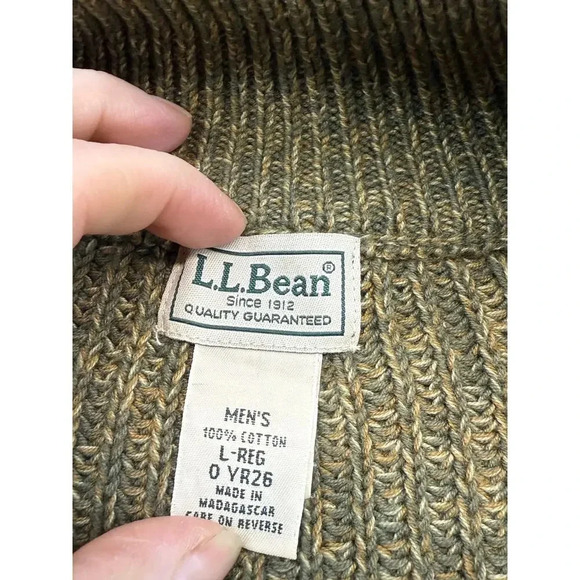 L.L.Bean®
Since 1912
QUALITY GUARANTEED
MEN'S
100% COTTON
L-REG
0 YR26
MADE IN
MADAGASCAR
CARE ON REVERSE